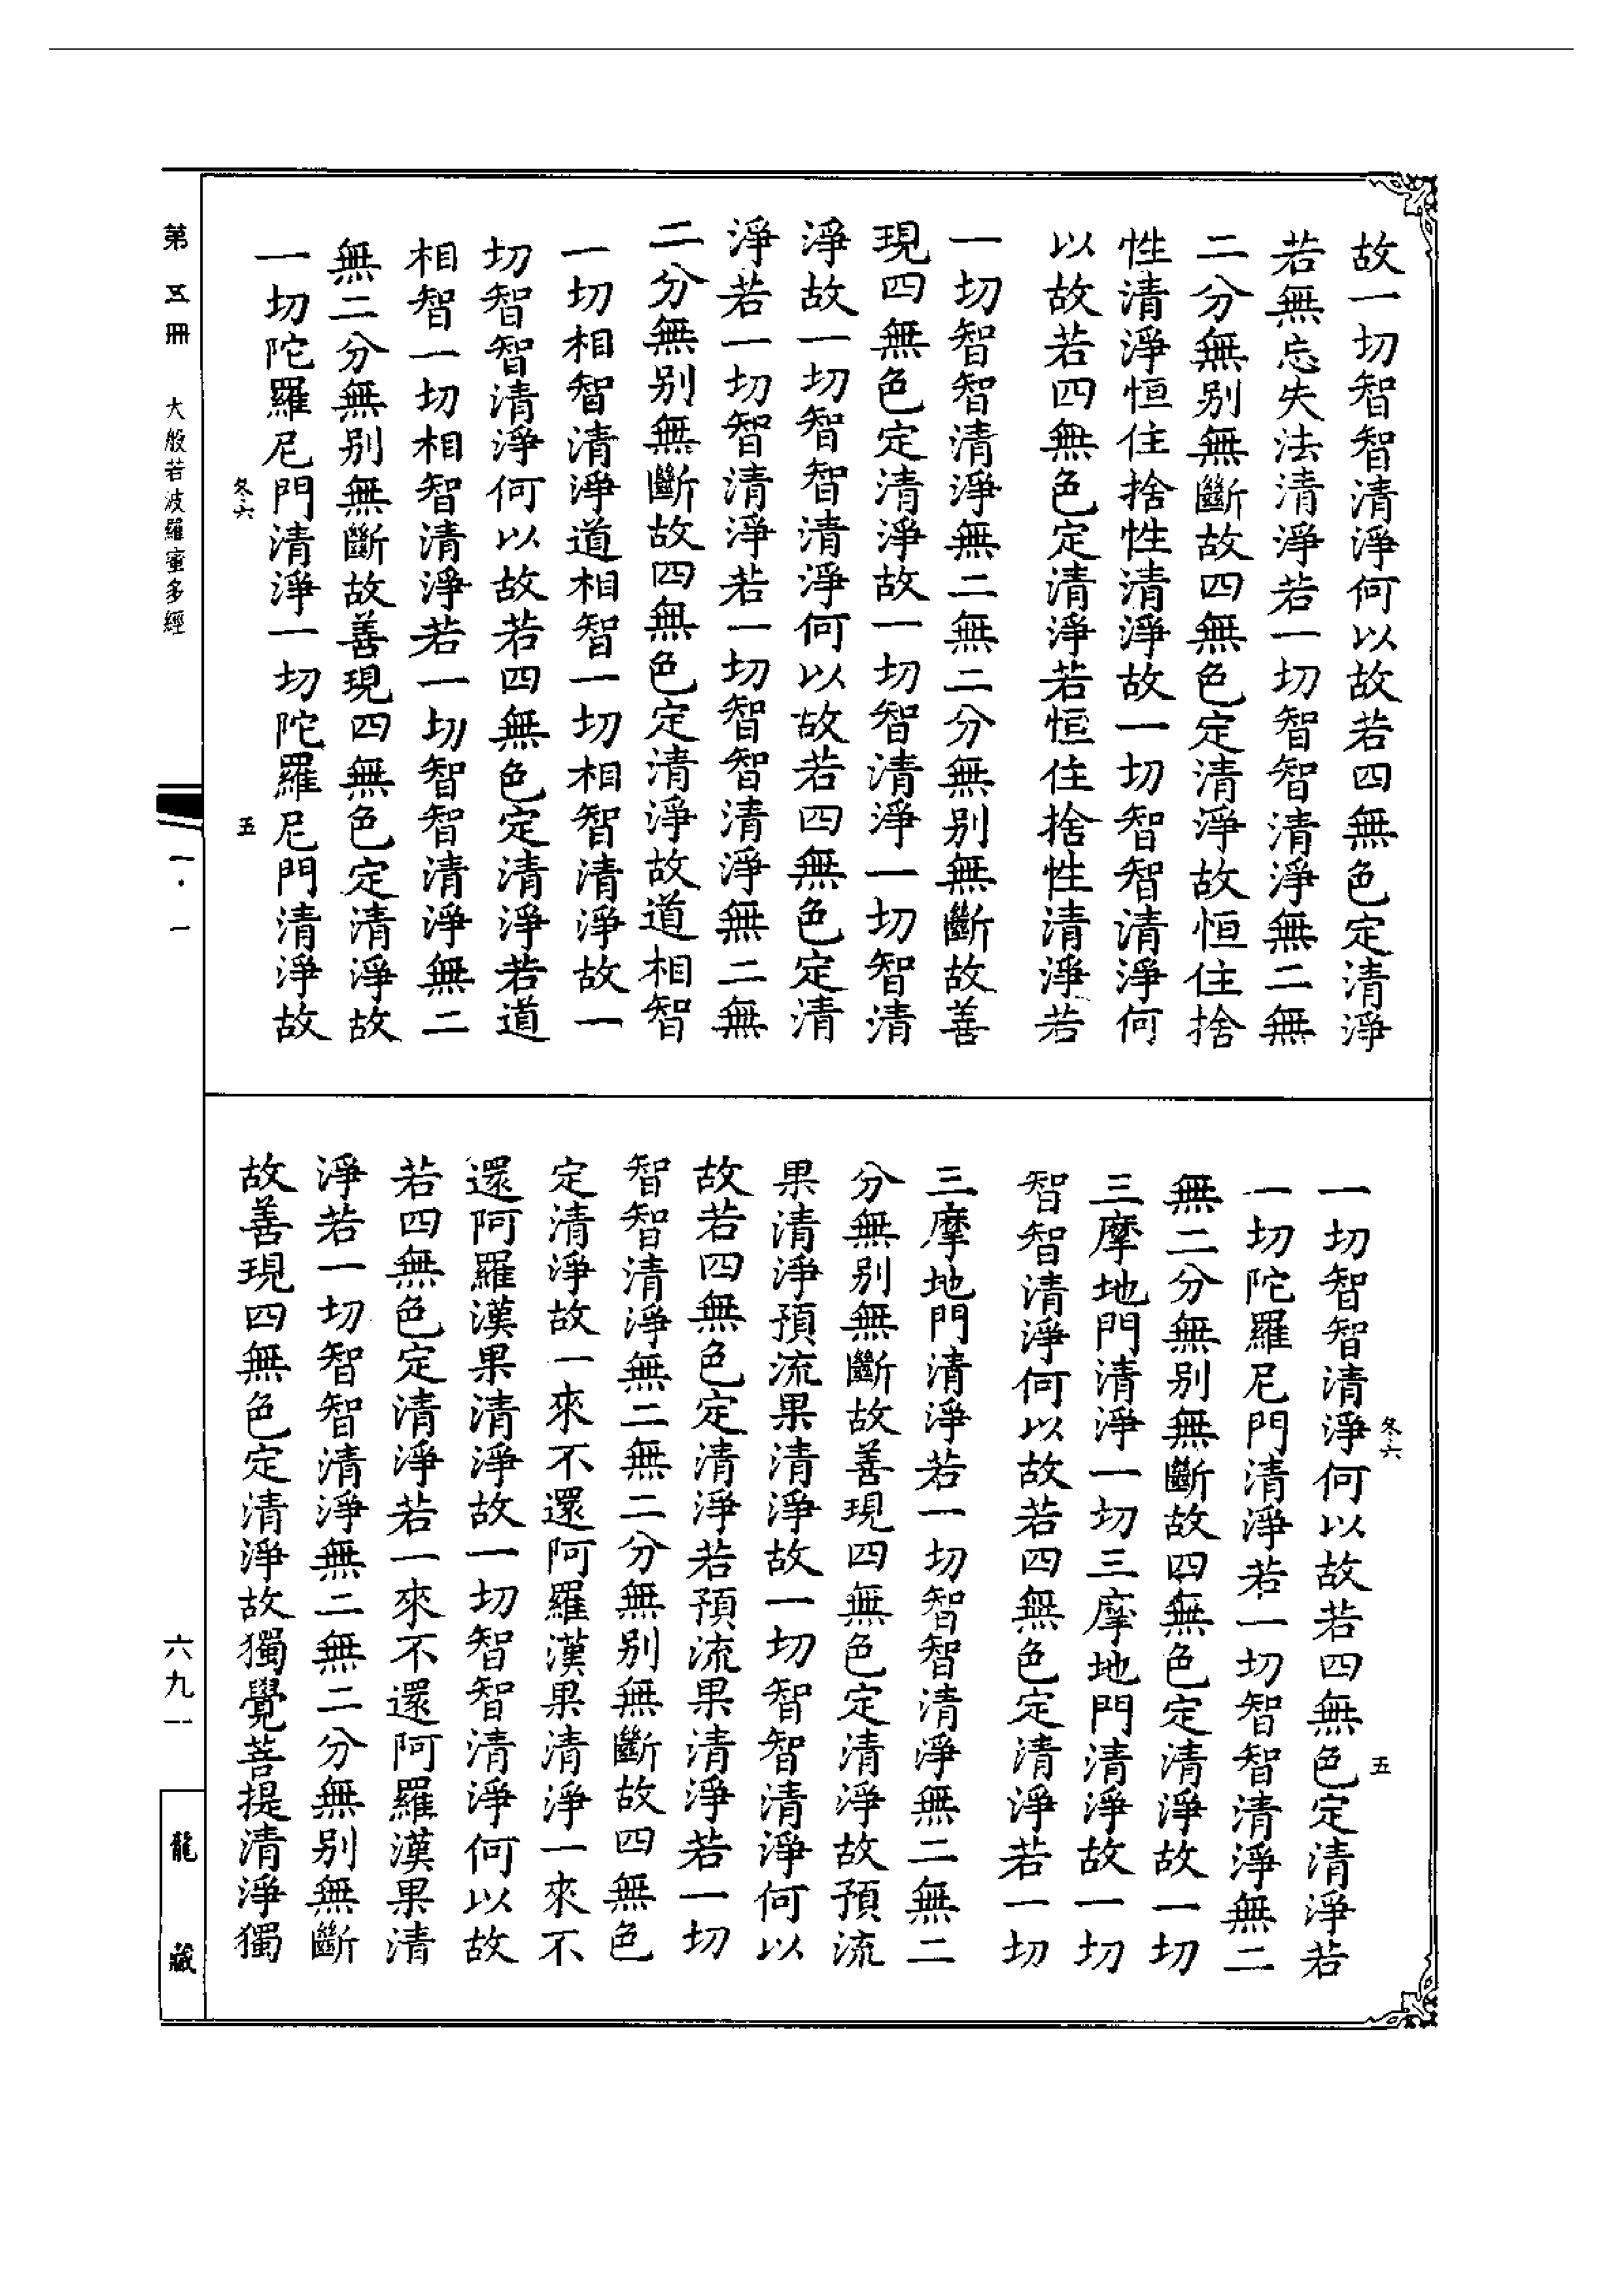 故一切智智清淨何以故若四無色定清淨
若無忘失法清淨若一切智智清淨無二無
二分無别無斷故四無色定清淨故恒住捨
性清淨恒住捨性清淨故一切智智清淨何
以故若四無色定清淨若恒住捨性清淨若
一切智智清淨無二無二分無别無斷故善
現四無色定清淨故一切智清淨一切智清
淨故一切智智清淨何以故若四無色定清
淨若一切智清淨若一切智智清淨無二無
二分無别無斷故四無色定清淨故道相智
一切相智清淨道相智一切相智清淨故一
切智智清淨何以故若四無色定清淨若道
相智一切相智清淨若一切智智清淨無二
無二分無别無斷故善現四無色定清淨故
一切陀羅尼門清淨一切陀羅尼門清淨故
冬六
五
一切智智清淨何以故若四無色定清淨若
一切陀羅尼門清淨若一切智智清淨無二
無二分無别無斷故四無色定清淨故一切
三摩地門清淨一切三摩地門清淨故一切
智智清淨何以故若四無色定清淨若一切
三摩地門清淨若一切智智清淨無二無二
分無别無斷故善現四無色定清淨故預流
果清淨預流果清淨故一切智智清淨何以
故若四無色定清淨若預流果清淨若一切
智智清淨無二無二分無别無斷故四無色
定清淨故一來不還阿羅漢果清淨一來不
還阿羅漢果清淨故一切智智清淨何以故
若四無色定清淨若一來不還阿羅漢果清
淨若一切智智清淨無二無二分無别無斷
故善現四無色定清淨故獨覺菩提清淨獨
冬六
五
第五冊
大般若波羅蜜多經
一·一
六九一
龍藏